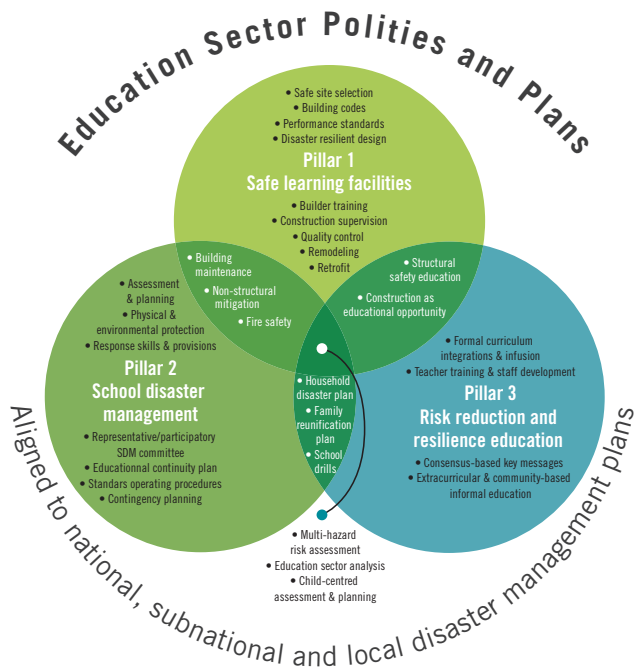 Education Sector Polities and Plans
• Safe site selection
• Building codes
• Performance standards
• Disaster resilient design
Pillar 1
Safe learning facilities
• Builder training
• Construction supervision
• Quality control
• Remodeling
• Retrofit
• Building
maintenance
• Non-structural
mitigation
• Fire safety
• Structural
safety education
• Construction as
educational opportunity
• Assessment
& planning
• Physical &
environmental protection
• Response skills & provisions
Pillar 2
School disaster
management
• Representative/participatory
SDM committee
• Educationnal continuity plan
• Standars operating procedures
• Contingency planning
• Household
disaster plan
• Family
reunification
plan
• School
drills
• Formal curriculum
integrations & infusion
• Teacher training & staff development
Pillar 3
Risk reduction and
resilience education
• Consensus-based key messages
• Extracurricular & community-based
informal education
• Multi-hazard
risk assessment
• Education sector analysis
• Child-centred
assessment & planning
Aligned to national, subnational and local disaster management plans